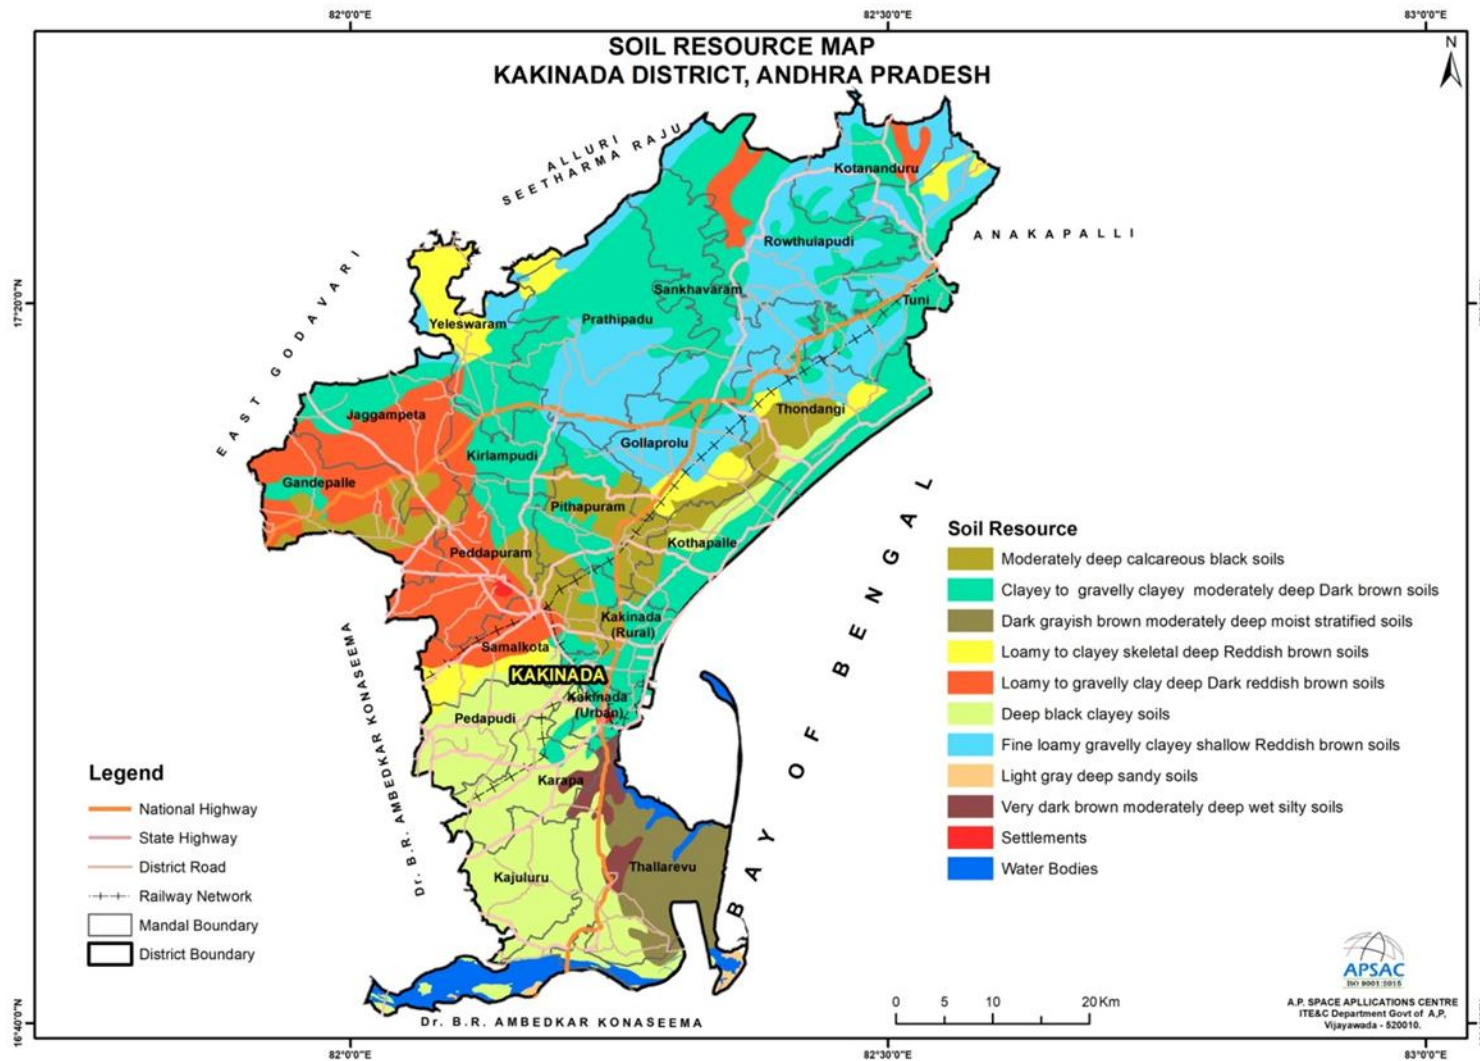 82°0'0"E
82°30'0"E
83°0'0"E
SOIL RESOURCE MAP
KAKINADA DISTRICT, ANDHRA PRADESH
N
ALLURI
SEETHARMA RAJU
Kotananduru
ANAKAPALLI
Rowthulapudi
EAST GODAVARI
17°20'0"N
Sankhavaram
Tuni
Prathipadu
Yeleswaram
Jaggampeta
Thondangi
Gollaprolu
Kirlampudi
Gandepalle
Pithapuram
Kothapalle
Peddapuram
BAY OF BENGAL
Kakinada
(Rural)
Samalkota
KAKINADA
Kakinada
(Urban)
Pedapudi
Dr. B.R. AMBEDKAR KONASEEMA
Karapa
Thallarevu
Kajuluru
Soil Resource
Moderately deep calcareous black soils
Clayey to gravelly clayey moderately deep Dark brown soils
Dark grayish brown moderately deep moist stratified soils
Loamy to clayey skeletal deep Reddish brown soils
Loamy to gravelly clay deep Dark reddish brown soils
Deep black clayey soils
Fine loamy gravelly clayey shallow Reddish brown soils
Light gray deep sandy soils
Very dark brown moderately deep wet silty soils
Settlements
Water Bodies
Legend
National Highway
State Highway
District Road
Railway Network
Mandal Boundary
District Boundary
APSAC
ISO 9001:2015
0 5 10 20 Km
A.P. SPACE APLLICATIONS CENTRE
ITE&C Department Govt of A,P,
Vijayawada - 520010.
16°40'0"N
Dr. B.R. AMBEDKAR KONASEEMA
82°0'0"E
82°30'0"E
83°0'0"E